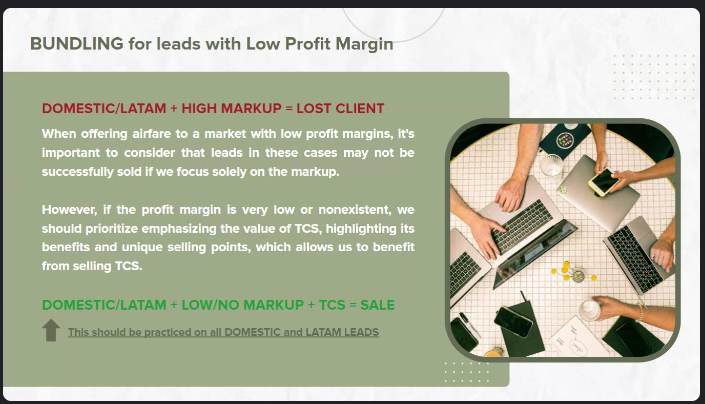 BUNDLING for leads with Low Profit Margin
DOMESTIC/LATAM + HIGH MARKUP = LOST CLIENT
When offering airfare to a market with low profit margins, it's
important to consider that leads in these cases may not be
successfully sold if we focus solely on the markup.
However, if the profit margin is very low or nonexistent, we
should prioritize emphasizing the value of TCS, highlighting its
benefits and unique selling points, which allows us to benefit
from selling TCS.
DOMESTIC/LATAM + LOW/NO MARKUP + TCS = SALE
This should be practiced on all DOMESTIC and LATAM LEADS